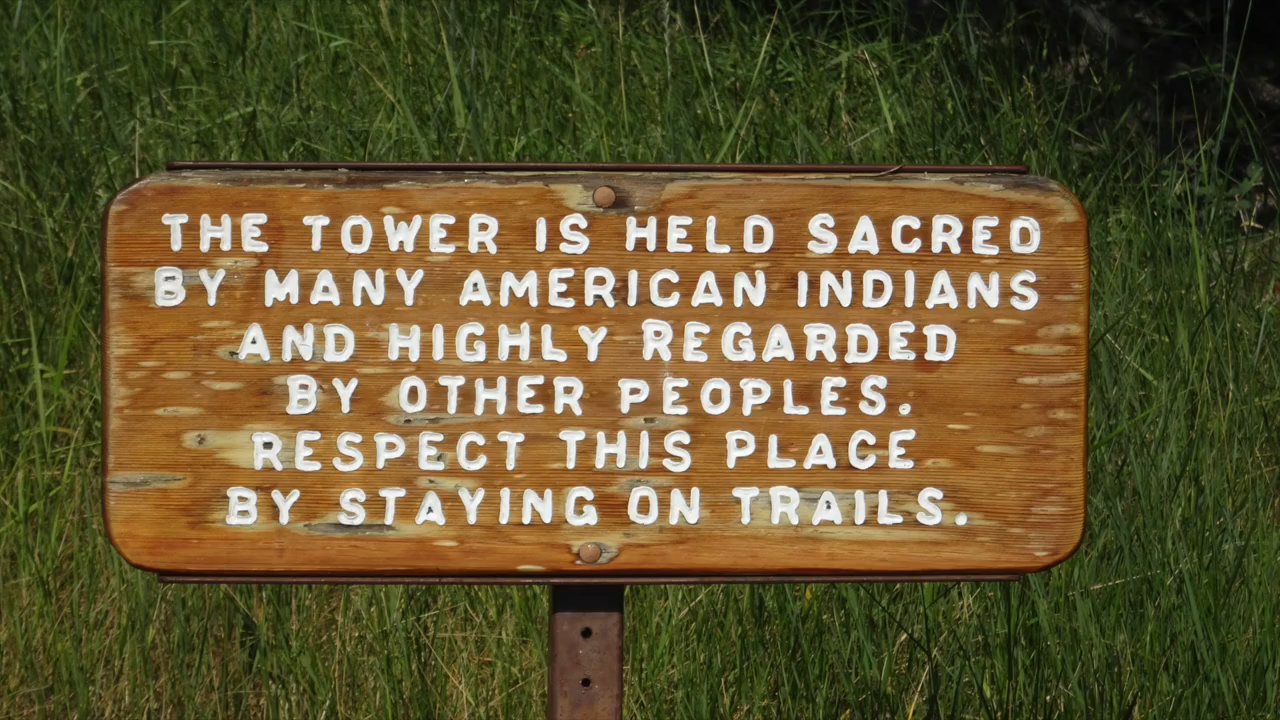 THE TOWER IS HELD SACRED
BY MANY AMERICAN INDIANS
AND HIGHLY REGARDED
BY OTHER PEOPLES.
RESPECT THIS PLACE
BY STAYING ON TRAILS.